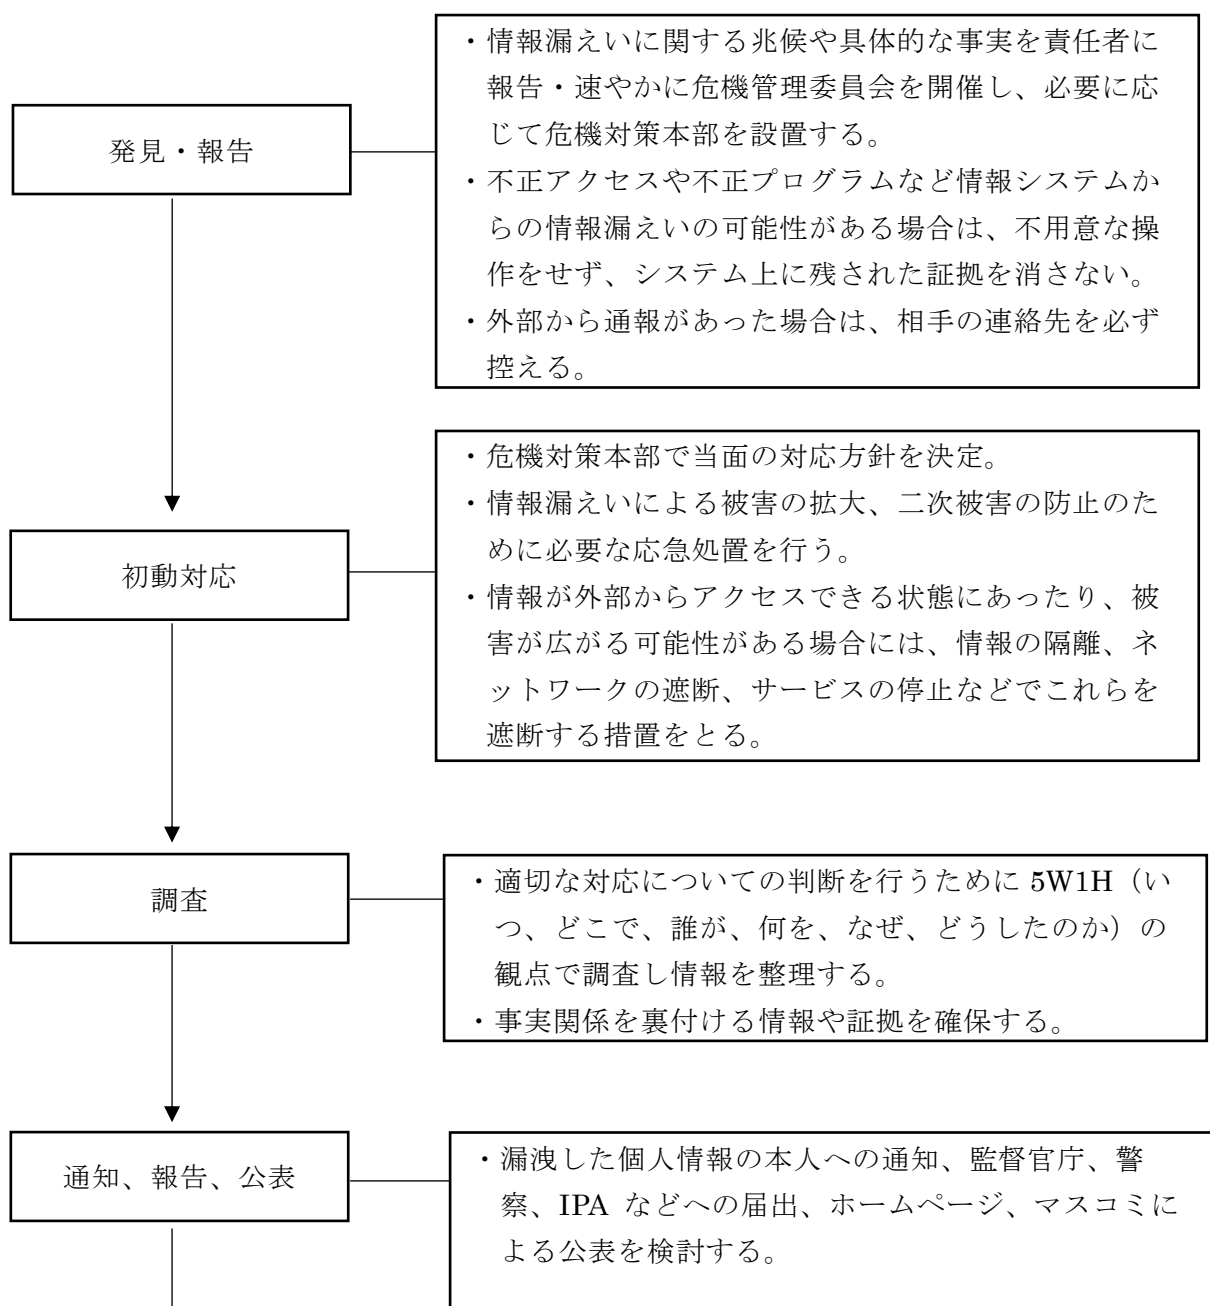 発見・報告
・情報漏えいに関する兆候や具体的な事実を責任者に
報告・速やかに危機管理委員会を開催し、必要に応
じて危機対策本部を設置する。
・不正アクセスや不正プログラムなど情報システムか
らの情報漏えいの可能性がある場合は、不用意な操
作をせず、システム上に残された証拠を消さない。
・外部から通報があった場合は、相手の連絡先を必ず
控える。
初動対応
・危機対策本部で当面の対応方針を決定。
・情報漏えいによる被害の拡大、二次被害の防止のた
めに必要な応急処置を行う。
・情報が外部からアクセスできる状態にあったり、被
害が広がる可能性がある場合には、情報の隔離、ネ
ットワークの遮断、サービスの停止などでこれらを
遮断する措置をとる。
調査
・適切な対応についての判断を行うために 5W1H（い
つ、どこで、誰が、何を、なぜ、どうしたのか）の
観点で調査し情報を整理する。
・事実関係を裏付ける情報や証拠を確保する。
通知、報告、公表
・漏洩した個人情報の本人への通知、監督官庁、警
察、IPA などへの届出、ホームページ、マスコミに
よる公表を検討する。